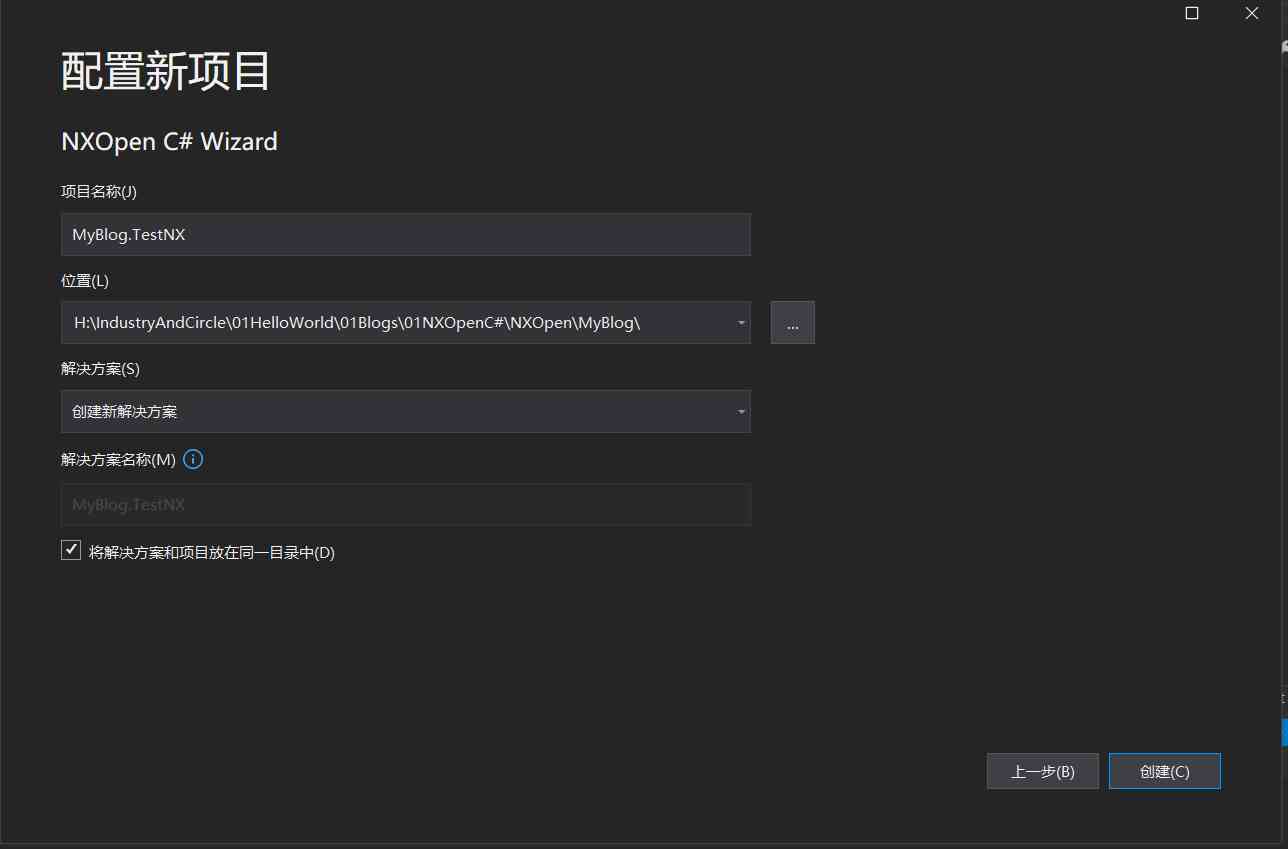 配置新项目
NXOpen C# Wizard
项目名称(J)
MyBlog.TestNX
位置(L)
H:\IndustryAndCircle\01HelloWorld\01Blogs\01NXOpenC#\NXOpen\MyBlog\
...
解决方案(S)
创建新解决方案
解决方案名称(M)
MyBlog.TestNX
将解决方案和项目放在同一目录中(D)
上一步(B)
创建(C)